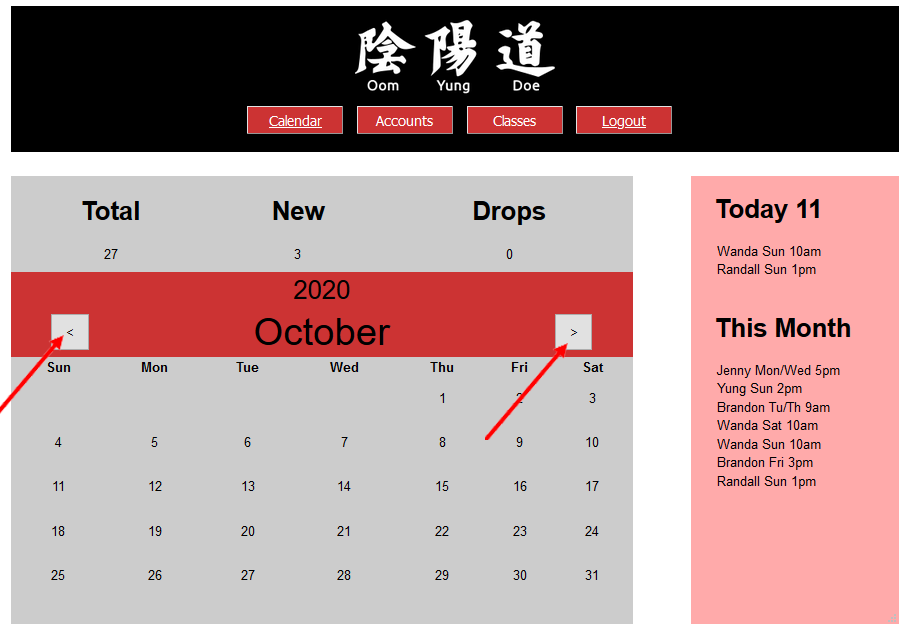 陰陽道
Oom Yung Doe
Calendar Accounts Classes Logout
Total New Drops
27 3 0
2020
< October >
Sun Mon Tue Wed Thu Fri Sat
1 2 3
4 5 6 7 8 9 10
11 12 13 14 15 16 17
18 19 20 21 22 23 24
25 26 27 28 29 30 31
Today 11
Wanda Sun 10am
Randall Sun 1pm
This Month
Jenny Mon/Wed 5pm
Yung Sun 2pm
Brandon Tu/Th 9am
Wanda Sat 10am
Wanda Sun 10am
Brandon Fri 3pm
Randall Sun 1pm